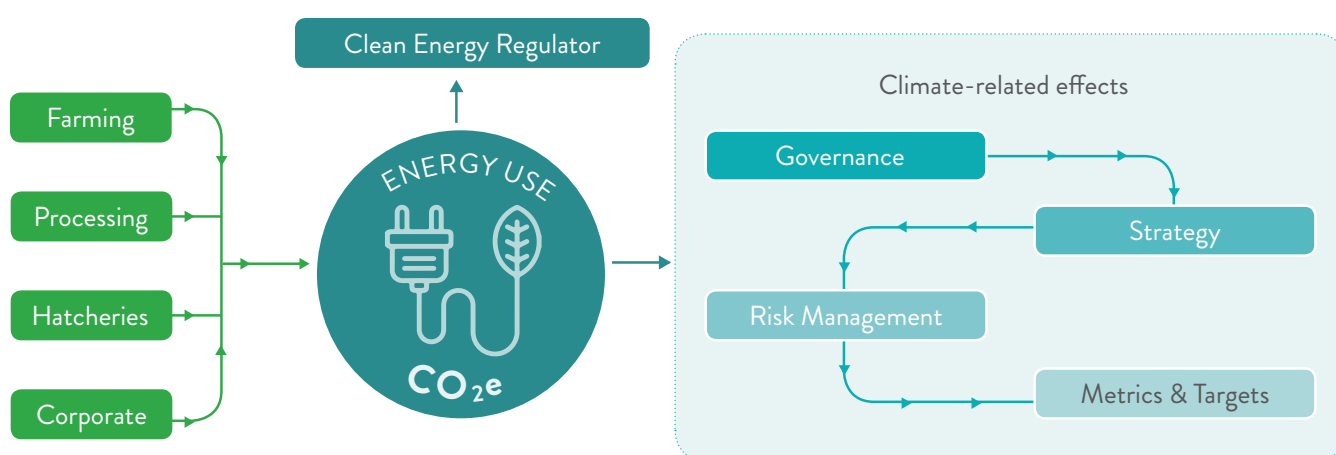 Clean Energy Regulator
Farming
Processing
Hatcheries
Corporate
ENERGY USE
CO₂e
Climate-related effects
Governance
Strategy
Risk Management
Metrics & Targets